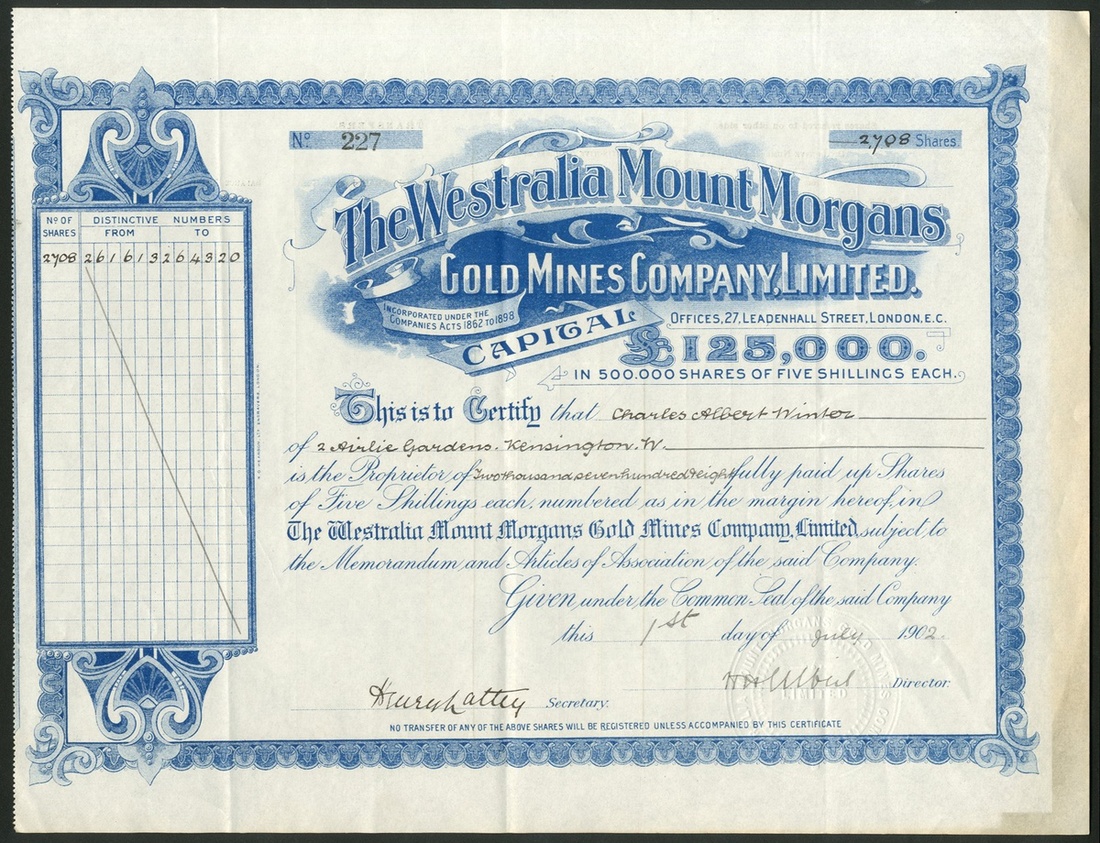 No. 227
2708 Shares
The Westralia Mount Morgans
GOLD MINES COMPANY, LIMITED.
INCORPORATED UNDER THE
COMPANIES ACTS 1862 TO 1898
CAPITAL
OFFICES, 27, LEADENHALL STREET, LONDON, E.C.
£125,000.
IN 500.000 SHARES OF FIVE SHILLINGS EACH.
No. OF SHARES
DISTINCTIVE NUMBERS
FROM TO
2708 261613 264320
This is to Certify that Charles Albert Winter
of 2 Airlie Gardens. Kensington. W.
is the Proprietor of Two thousand seven hundred & eight fully paid up Shares
of Five Shillings each, numbered as in the margin hereof, in
The Westralia Mount Morgans Gold Mines Company, Limited, subject to
the Memorandum and Articles of Association of the said Company.
Given under the Common Seal of the said Company
this 1st day of July 1902.
Director.
Henry Lattey Secretary.
NO TRANSFER OF ANY OF THE ABOVE SHARES WILL BE REGISTERED UNLESS ACCOMPANIED BY THIS CERTIFICATE